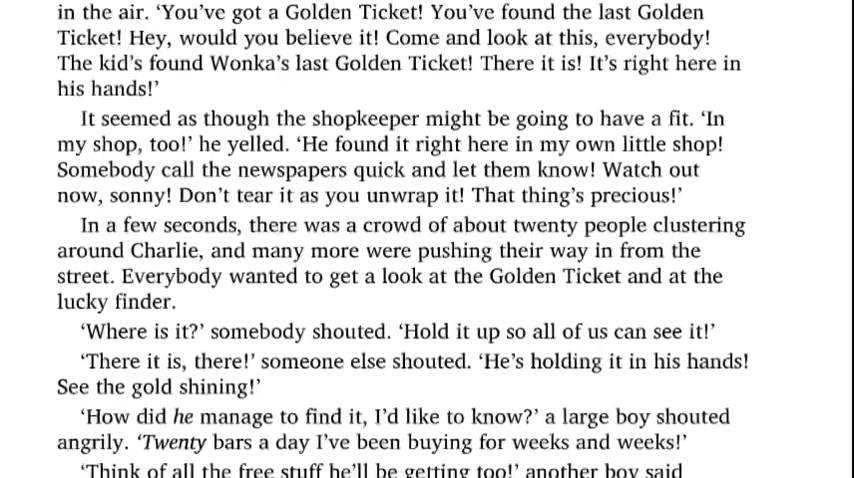 in the air. ‘You’ve got a Golden Ticket! You’ve found the last Golden
Ticket! Hey, would you believe it! Come and look at this, everybody!
The kid’s found Wonka’s last Golden Ticket! There it is! It’s right here in
his hands!’
It seemed as though the shopkeeper might be going to have a fit. ‘In
my shop, too!’ he yelled. ‘He found it right here in my own little shop!
Somebody call the newspapers quick and let them know! Watch out
now, sonny! Don’t tear it as you unwrap it! That thing’s precious!’
In a few seconds, there was a crowd of about twenty people clustering
around Charlie, and many more were pushing their way in from the
street. Everybody wanted to get a look at the Golden Ticket and at the
lucky finder.
‘Where is it?’ somebody shouted. ‘Hold it up so all of us can see it!’
‘There it is, there!’ someone else shouted. ‘He’s holding it in his hands!
See the gold shining!’
‘How did he manage to find it, I’d like to know?’ a large boy shouted
angrily. ‘Twenty bars a day I’ve been buying for weeks and weeks!’
‘Think of all the free stuff he’ll be getting too!’ another boy said